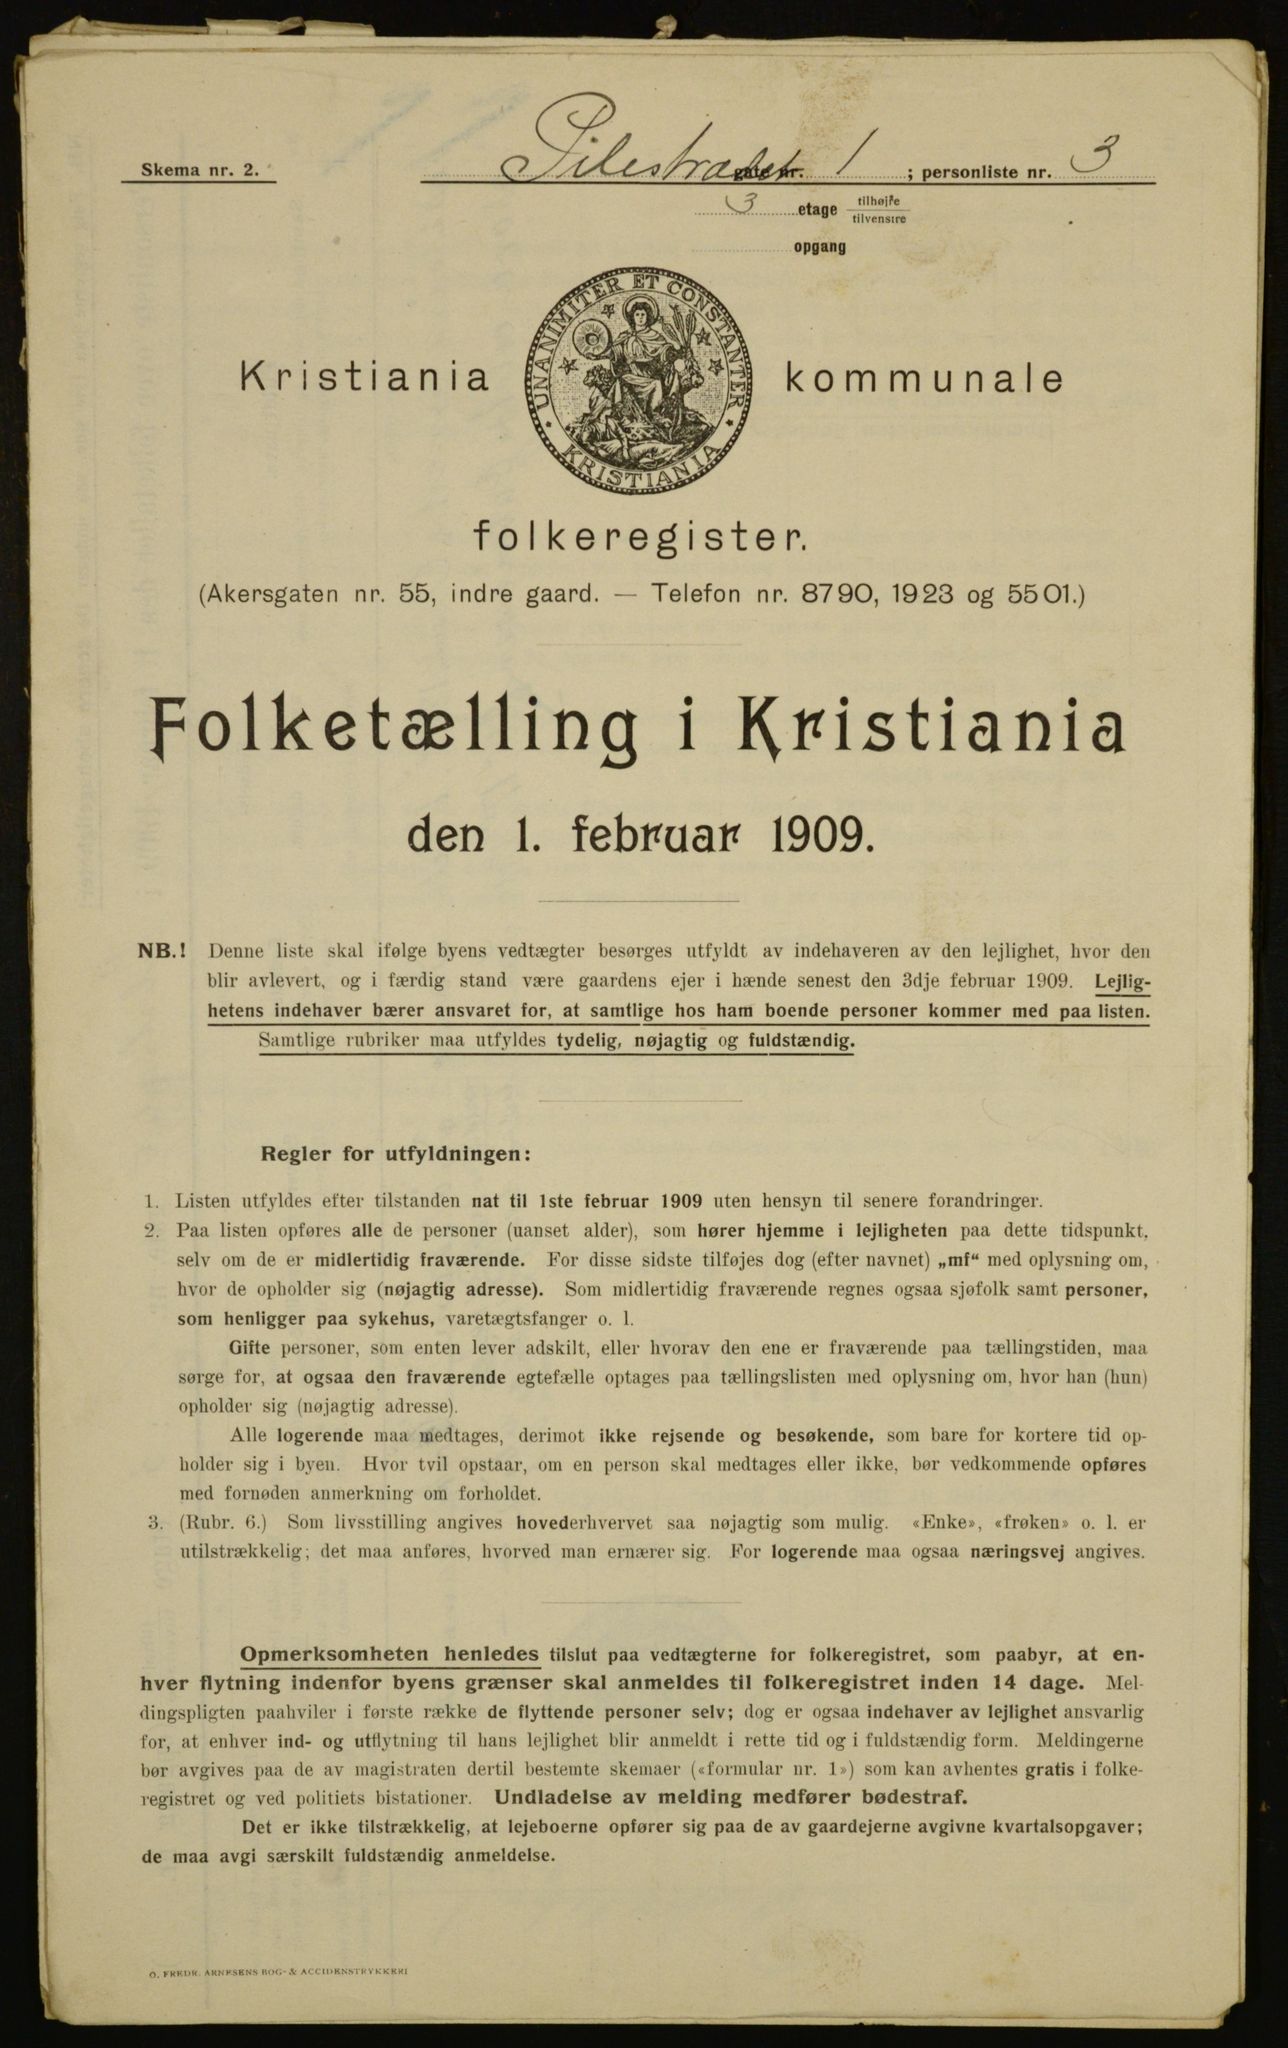 Skema nr. 2.
Pilestrædet gate nr. 1 ; personliste nr. 3
3 etage tilhøjre
tilvenstre
opgang
UNANIMITER ET CONSTANTER
KRISTIANIA
Kristiania kommunale
folkeregister.
(Akersgaten nr. 55, indre gaard. — Telefon nr. 8790, 1923 og 5501.)
Folketælling i Kristiania
den 1. februar 1909.
NB.! Denne liste skal ifølge byens vedtægter besørges utfyldt av indehaveren av den lejlighet, hvor den
blir avlevert, og i færdig stand være gaardens ejer i hænde senest den 3dje februar 1909. Lejlig-
hetens indehaver bærer ansvaret for, at samtlige hos ham boende personer kommer med paa listen.
Samtlige rubriker maa utfyldes tydelig, nøjagtig og fuldstændig.
Regler for utfyldningen:
1. Listen utfyldes efter tilstanden nat til 1ste februar 1909 uten hensyn til senere forandringer.
2. Paa listen opføres alle de personer (uanset alder), som hører hjemme i lejligheten paa dette tidspunkt,
selv om de er midlertidig fraværende. For disse sidste tilføjes dog (efter navnet) „mf“ med oplysning om,
hvor de opholder sig (nøjagtig adresse). Som midlertidig fraværende regnes ogsaa sjøfolk samt personer,
som henligger paa sykehus, varetægtsfanger o. l.
Gifte personer, som enten lever adskilt, eller hvorav den ene er fraværende paa tællingstiden, maa
sørge for, at ogsaa den fraværende egtefælle optages paa tællingslisten med oplysning om, hvor han (hun)
opholder sig (nøjagtig adresse).
Alle logerende maa medtages, derimot ikke rejsende og besøkende, som bare for kortere tid op-
holder sig i byen. Hvor tvil opstaar, om en person skal medtages eller ikke, bør vedkommende opføres
med fornøden anmerkning om forholdet.
3. (Rubr. 6.) Som livsstilling angives hovederhvervet saa nøjagtig som mulig. «Enke», «frøken» o. l. er
utilstrækkelig; det maa anføres, hvorved man ernærer sig. For logerende maa ogsaa næringsvej angives.
Opmerksomheten henledes tilslut paa vedtægterne for folkeregistret, som paabyr, at en-
hver flytning indenfor byens grænser skal anmeldes til folkeregistret inden 14 dage. Mel-
dingspligten paahviler i første række de flyttende personer selv; dog er ogsaa indehaver av lejlighet ansvarlig
for, at enhver ind- og utflytning til hans lejlighet blir anmeldt i rette tid og i fuldstændig form. Meldingerne
bør avgives paa de av magistraten dertil bestemte skemaer («formular nr. 1») som kan avhentes gratis i folke-
registret og ved politiets bistationer. Undladelse av melding medfører bødestraf.
Det er ikke tilstrækkelig, at lejeboerne opfører sig paa de av gaardejerne avgivne kvartalsopgaver;
de maa avgi særskilt fuldstændig anmeldelse.
O. FREDR. ARNESENS BOG- & ACCIDENSTRYKKERI